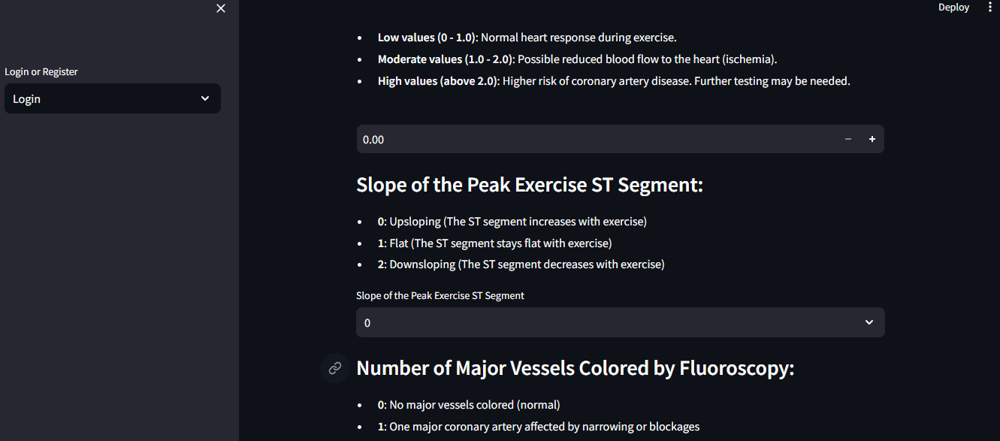 Deploy
Login or Register
Login
Low values (0 - 1.0): Normal heart response during exercise.
Moderate values (1.0 - 2.0): Possible reduced blood flow to the heart (ischemia).
High values (above 2.0): Higher risk of coronary artery disease. Further testing may be needed.
0.00
Slope of the Peak Exercise ST Segment:
0: Upsloping (The ST segment increases with exercise)
1: Flat (The ST segment stays flat with exercise)
2: Downsloping (The ST segment decreases with exercise)
Slope of the Peak Exercise ST Segment
0
Number of Major Vessels Colored by Fluoroscopy:
0: No major vessels colored (normal)
1: One major coronary artery affected by narrowing or blockages